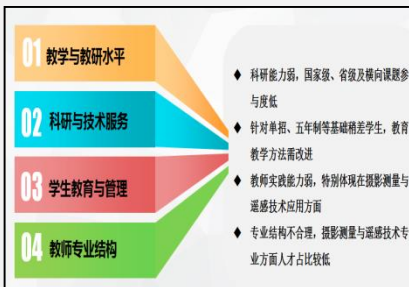 01 教学与教研水平
02 科研与技术服务
03 学生教育与管理
04 教师专业结构
◆ 科研能力弱，国家级、省级及横向课题参
与度低
◆ 针对单招、五年制等基础稍差学生，教育
教学方法需改进
◆ 教师实践能力弱，特别体现在摄影测量与
遥感技术应用方面
◆ 专业结构不合理，摄影测量与遥感技术专
业方面人才占比较低